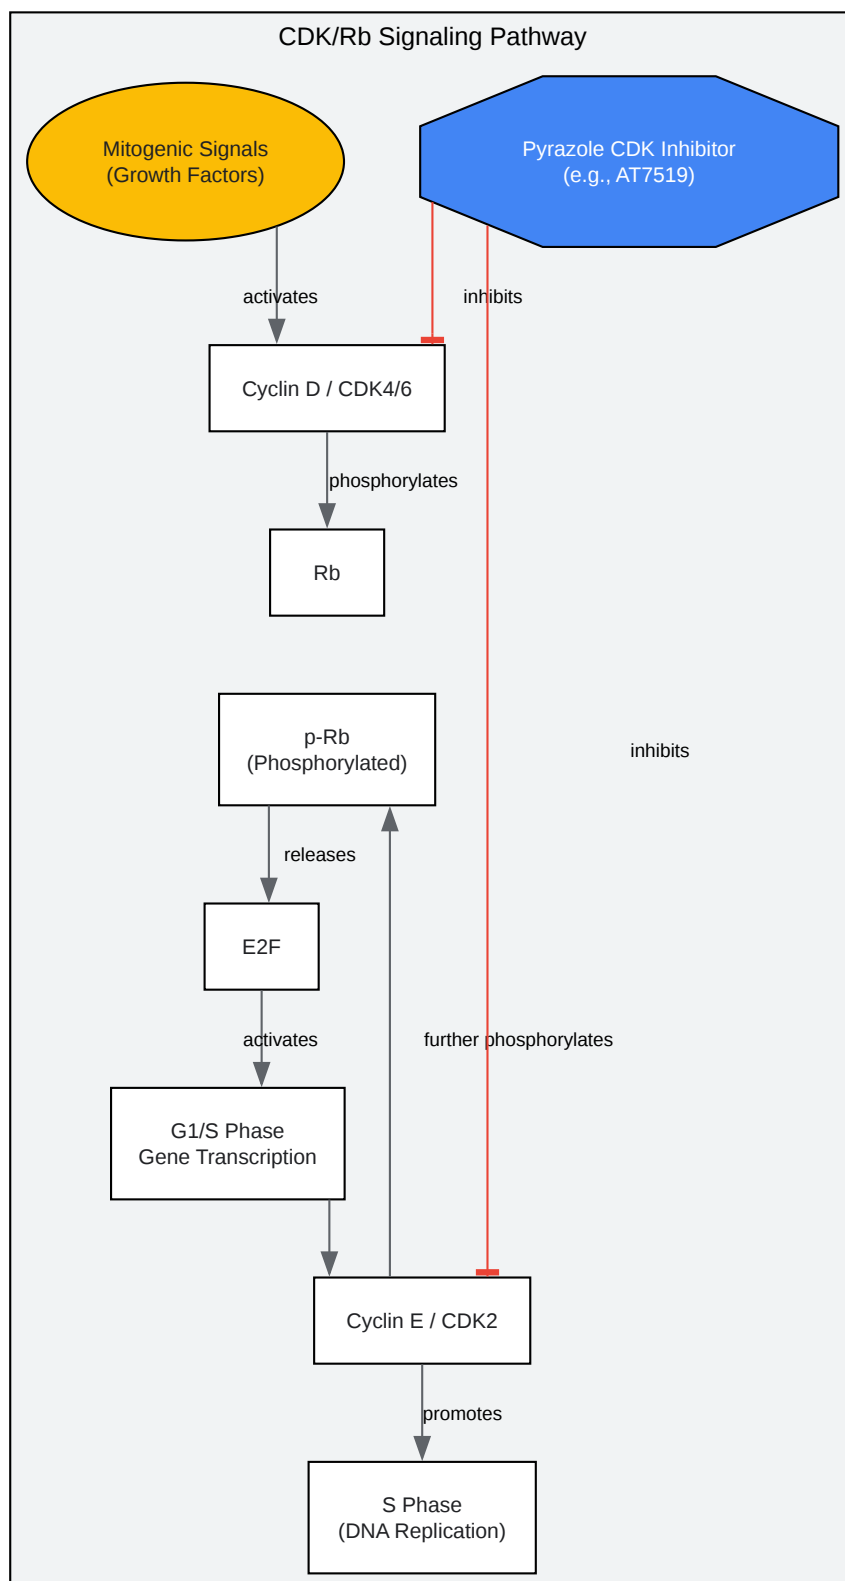 CDK/Rb Signaling Pathway
Mitogenic Signals
(Growth Factors)
Pyrazole CDK Inhibitor
(e.g., AT7519)
activates
inhibits
Cyclin D / CDK4/6
phosphorylates
Rb
p-Rb
(Phosphorylated)
inhibits
releases
E2F
activates
further phosphorylates
G1/S Phase
Gene Transcription
Cyclin E / CDK2
promotes
S Phase
(DNA Replication)